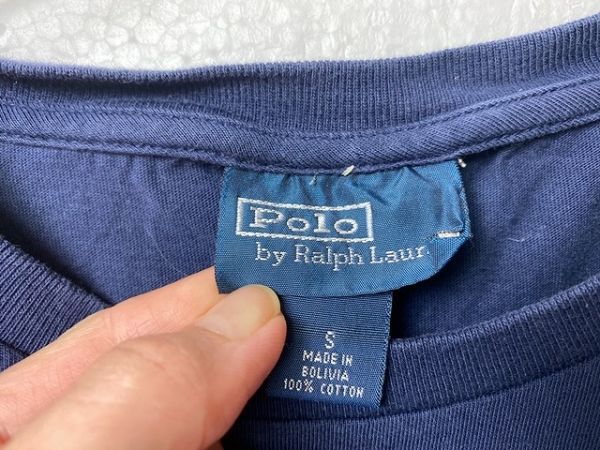 Polo
by Ralph Laur
S
MADE IN
BOLIVIA
100% COTTON